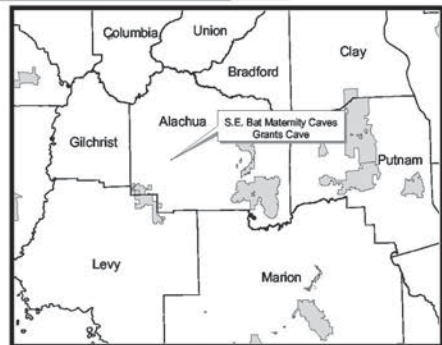 Columbia
Union
Clay
Bradford
Alachua
S.E. Bat Maternity Caves
Grants Cave
Gilchrist
Putnam
Levy
Marion